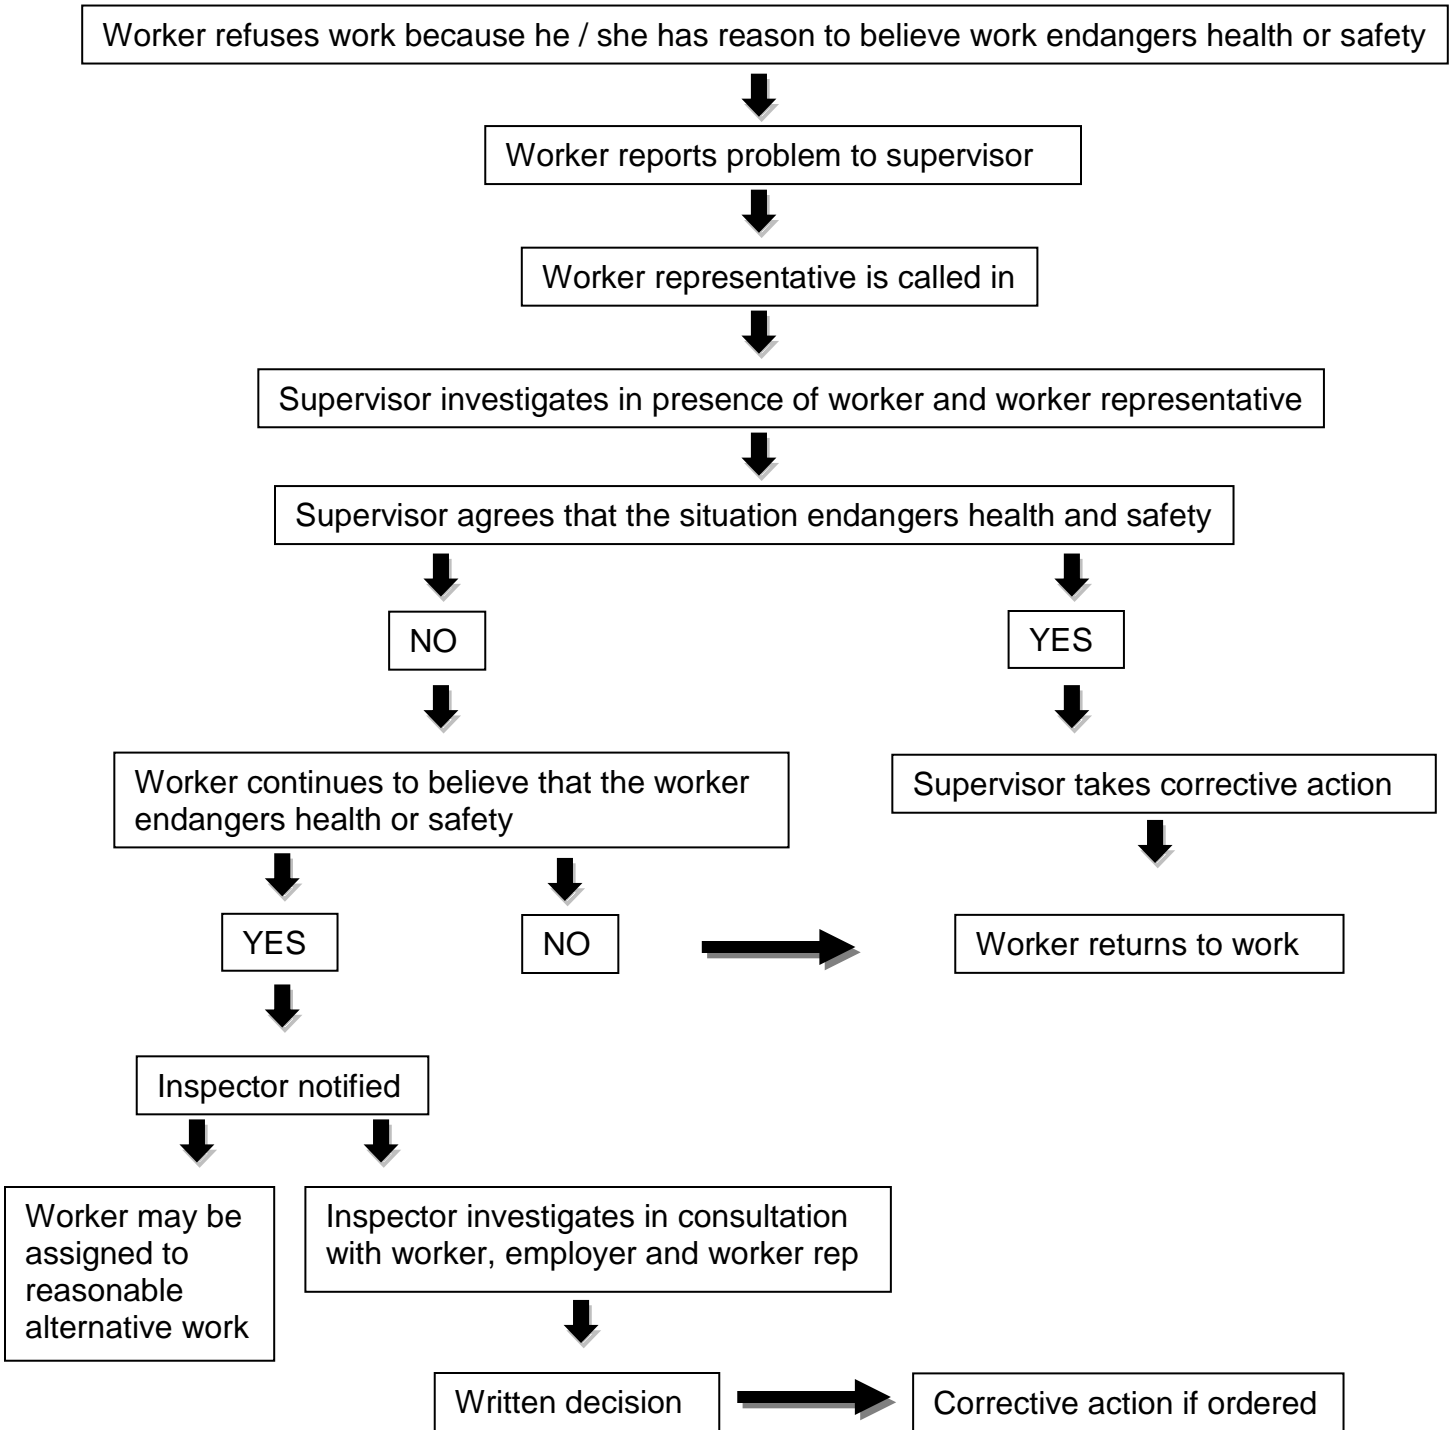 Worker refuses work because he / she has reason to believe work endangers health or safety
Worker reports problem to supervisor
Worker representative is called in
Supervisor investigates in presence of worker and worker representative
Supervisor agrees that the situation endangers health and safety
NO
YES
Worker continues to believe that the worker
endangers health or safety
Supervisor takes corrective action
YES
NO
Worker returns to work
Inspector notified
Worker may be
assigned to
reasonable
alternative work
Inspector investigates in consultation
with worker, employer and worker rep
Written decision
Corrective action if ordered